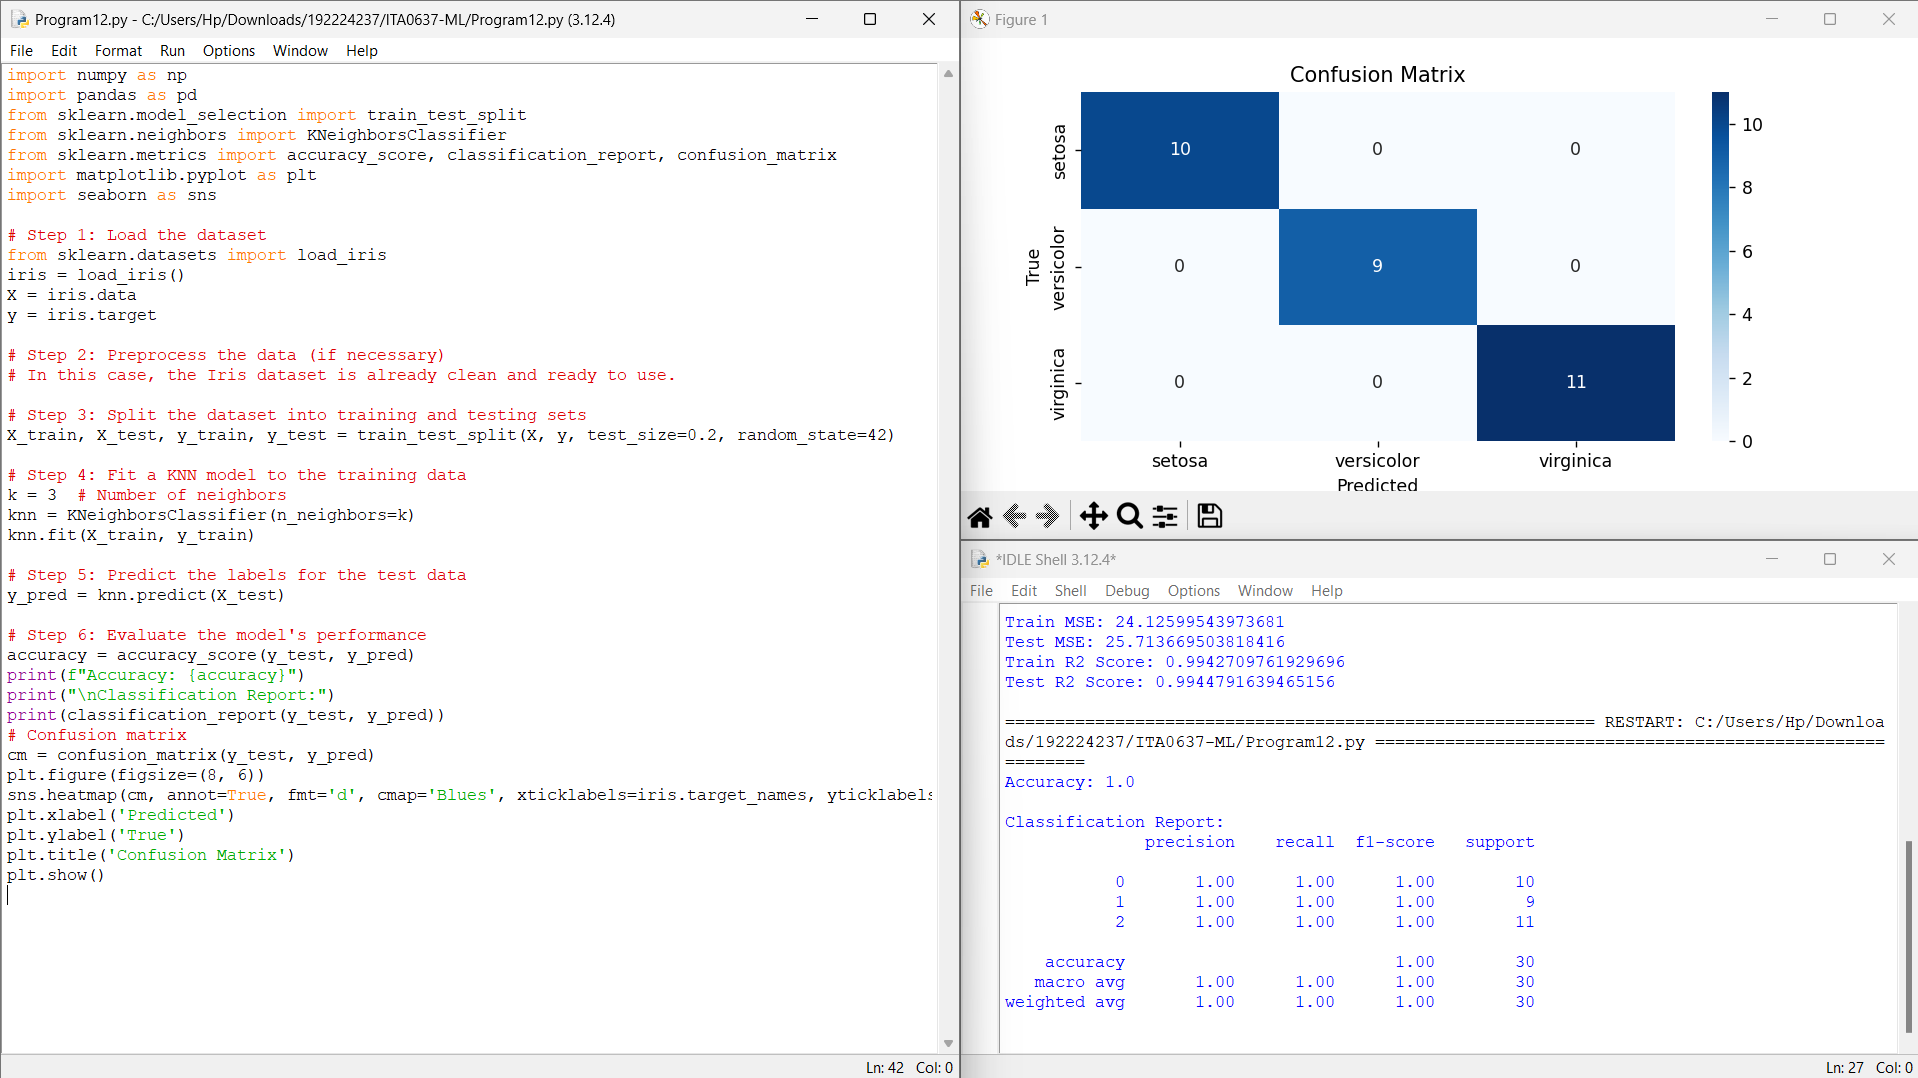 Program12.py - C:/Users/Hp/Downloads/192224237/ITA0637-ML/Program12.py (3.12.4)
File Edit Format Run Options Window Help
import numpy as np
import pandas as pd
from sklearn.model_selection import train_test_split
from sklearn.neighbors import KNeighborsClassifier
from sklearn.metrics import accuracy_score, classification_report, confusion_matrix
import matplotlib.pyplot as plt
import seaborn as sns

# Step 1: Load the dataset
from sklearn.datasets import load_iris
iris = load_iris()
X = iris.data
y = iris.target

# Step 2: Preprocess the data (if necessary)
# In this case, the Iris dataset is already clean and ready to use.

# Step 3: Split the dataset into training and testing sets
X_train, X_test, y_train, y_test = train_test_split(X, y, test_size=0.2, random_state=42)

# Step 4: Fit a KNN model to the training data
k = 3  # Number of neighbors
knn = KNeighborsClassifier(n_neighbors=k)
knn.fit(X_train, y_train)

# Step 5: Predict the labels for the test data
y_pred = knn.predict(X_test)

# Step 6: Evaluate the model's performance
accuracy = accuracy_score(y_test, y_pred)
print(f"Accuracy: {accuracy}")
print("\nClassification Report:")
print(classification_report(y_test, y_pred))
# Confusion matrix
cm = confusion_matrix(y_test, y_pred)
plt.figure(figsize=(8, 6))
sns.heatmap(cm, annot=True, fmt='d', cmap='Blues', xticklabels=iris.target_names, yticklabels
plt.xlabel('Predicted')
plt.ylabel('True')
plt.title('Confusion Matrix')
plt.show()
Ln: 42 Col: 0
Figure 1
Confusion Matrix
True
setosa
10 0 0
versicolor
0 9 0
virginica
0 0 11
setosa versicolor virginica
Predicted
10
8
6
4
2
0
*IDLE Shell 3.12.4*
File Edit Shell Debug Options Window Help
Train MSE: 24.12599543973681
Test MSE: 25.713669503818416
Train R2 Score: 0.9942709761929696
Test R2 Score: 0.9944791639465156

=========================================================== RESTART: C:/Users/Hp/Downloa
ds/192224237/ITA0637-ML/Program12.py ===================================================
========
Accuracy: 1.0

Classification Report:
              precision    recall  f1-score   support

           0       1.00      1.00      1.00        10
           1       1.00      1.00      1.00         9
           2       1.00      1.00      1.00        11

    accuracy                           1.00        30
   macro avg       1.00      1.00      1.00        30
weighted avg       1.00      1.00      1.00        30
Ln: 27 Col: 0